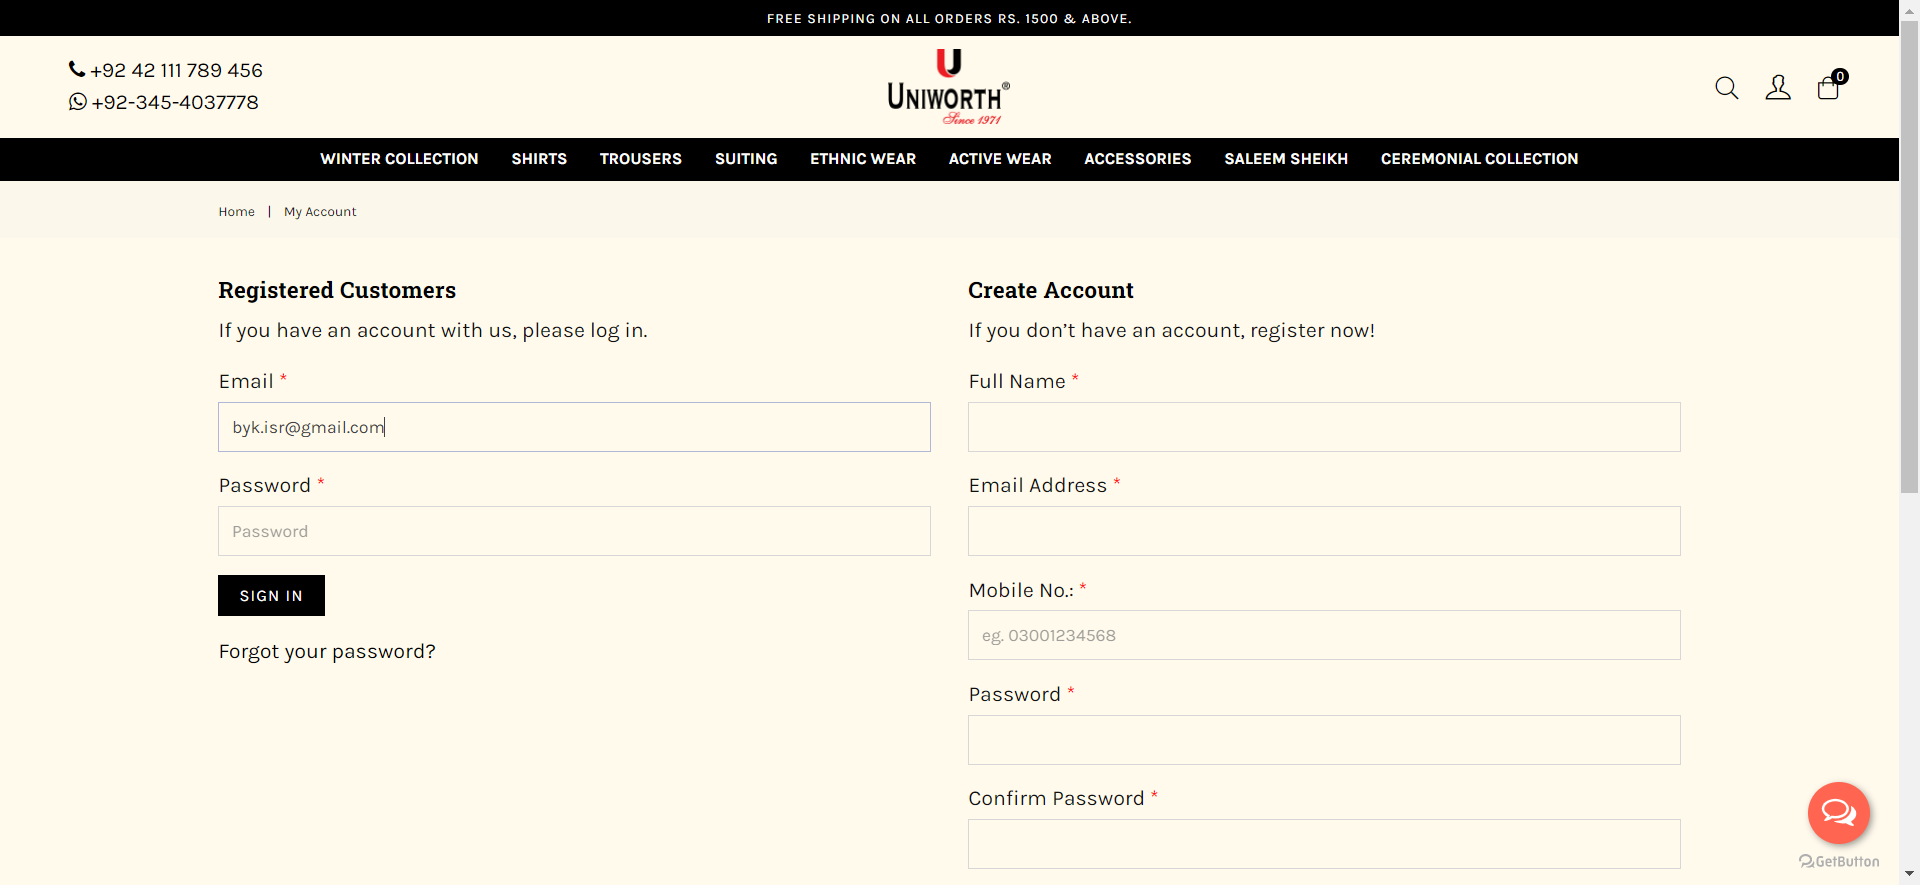 FREE SHIPPING ON ALL ORDERS RS. 1500 & ABOVE.
+92 42 111 789 456
+92-345-4037778
UNIWORTH®
Since 1971
0
WINTER COLLECTION SHIRTS TROUSERS SUITING ETHNIC WEAR ACTIVE WEAR ACCESSORIES SALEEM SHEIKH CEREMONIAL COLLECTION
Home | My Account
Registered Customers
If you have an account with us, please log in.
Email *
byk.isr@gmail.com
Password *
Password
SIGN IN
Forgot your password?
Create Account
If you don’t have an account, register now!
Full Name *
Email Address *
Mobile No.: *
eg. 03001234568
Password *
Confirm Password *
GetButton